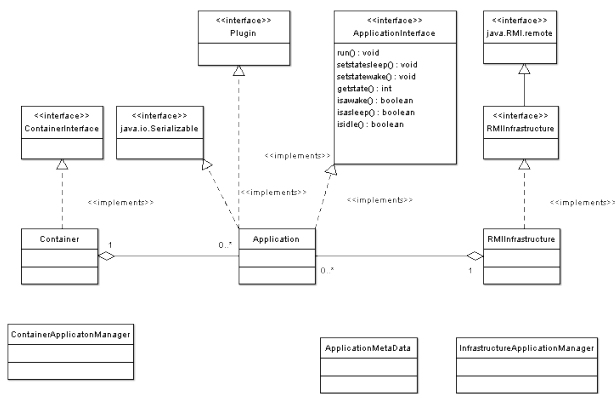 <<interface>>
Plugin
<<interface>>
ApplicationInterface
run() : void
setstatesleep() : void
setstatewake() : void
getstate() : int
isawake() : boolean
isasleep() : boolean
isidle() : boolean
<<interface>>
java.RMI.remote
<<interface>>
ContainerInterface
<<interface>>
java.io.Serializable
<<interface>>
RMIInfrastructure
<<implements>>
<<implements>>
<<implements>>
<<implements>>
<<implements>>
Container
1
0..*
Application
0..*
1
RMIInfrastructure
ContainerApplicatonManager
ApplicationMetaData
InfrastructureApplicationManager